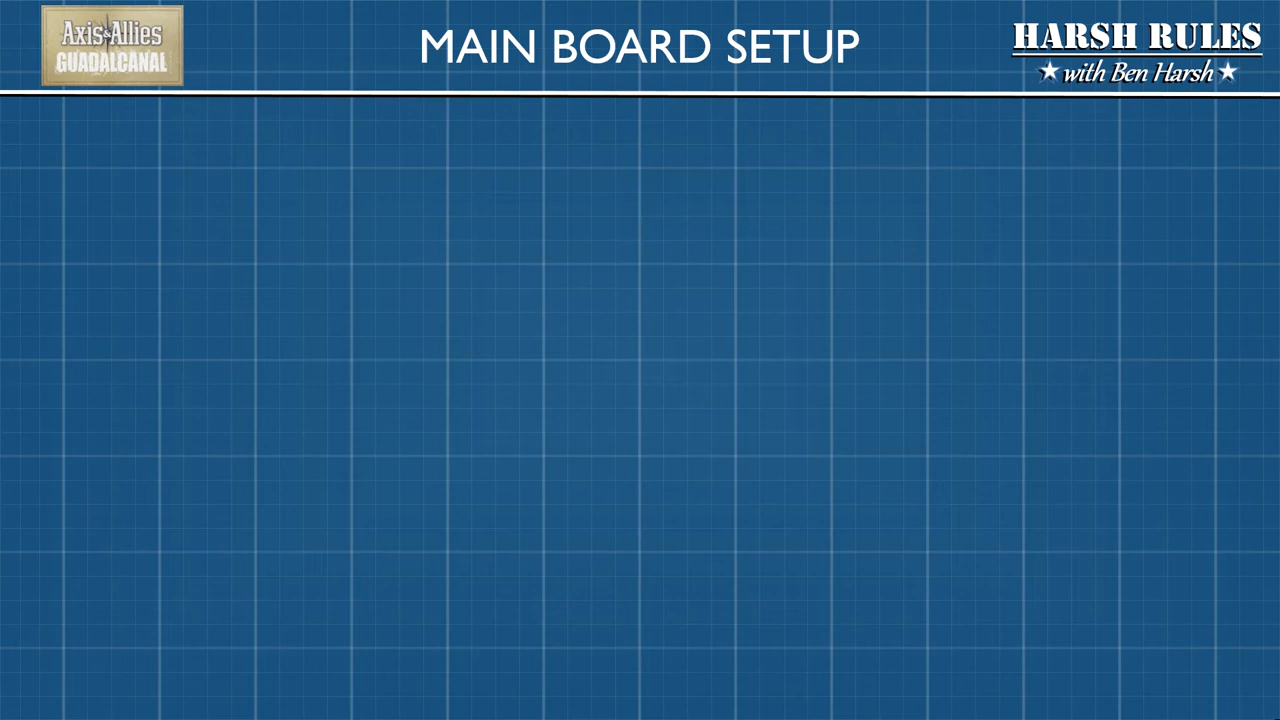 Axis & Allies
GUADALCANAL
MAIN BOARD SETUP
HARSH RULES
with Ben Harsh